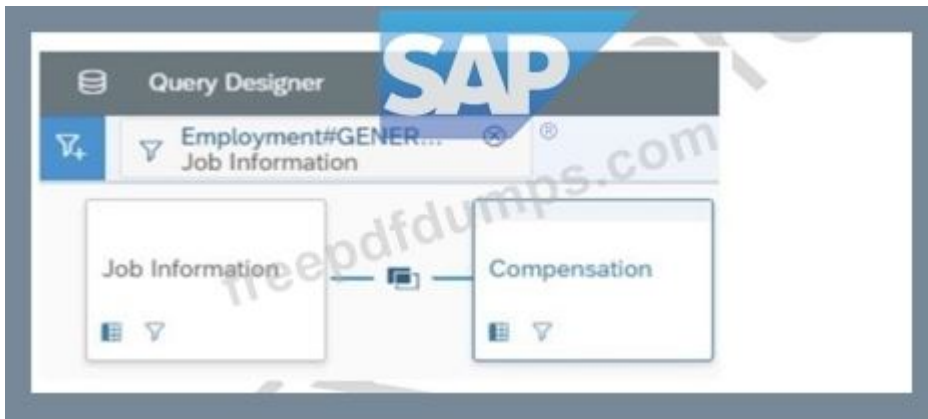 SAP
Query Designer
Employment#GENER...
®
Job Information
Job Information
Compensation
freepdfdumps.com